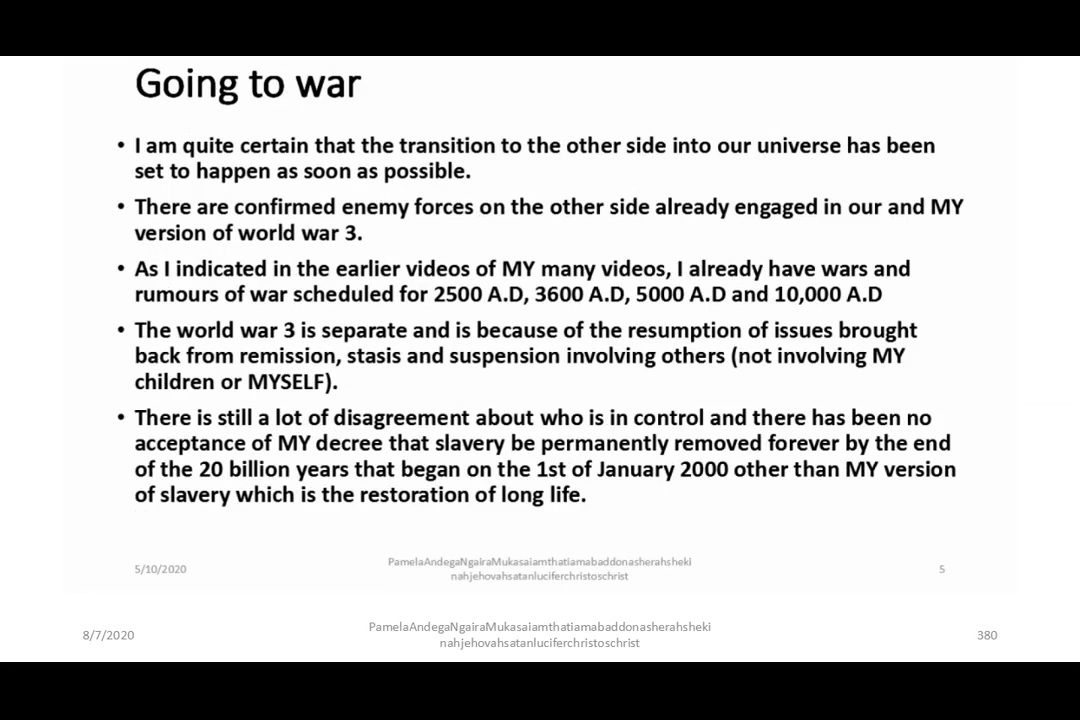 Going to war
• I am quite certain that the transition to the other side into our universe has been
set to happen as soon as possible.
• There are confirmed enemy forces on the other side already engaged in our and MY
version of world war 3.
• As I indicated in the earlier videos of MY many videos, I already have wars and
rumours of war scheduled for 2500 A.D, 3600 A.D, 5000 A.D and 10,000 A.D
• The world war 3 is separate and is because of the resumption of issues brought
back from remission, stasis and suspension involving others (not involving MY
children or MYSELF).
• There is still a lot of disagreement about who is in control and there has been no
acceptance of MY decree that slavery be permanently removed forever by the end
of the 20 billion years that began on the 1st of January 2000 other than MY version
of slavery which is the restoration of long life.
5/10/2020
PamelaAndegaNgairaMukasaiamthatiamabaddonasherahsheki
nahjehovahsatanluciferchristoschrist
5
8/7/2020
PamelaAndegaNgairaMukasaiamthatiamabaddonasherahsheki
nahjehovahsatanluciferchristoschrist
380